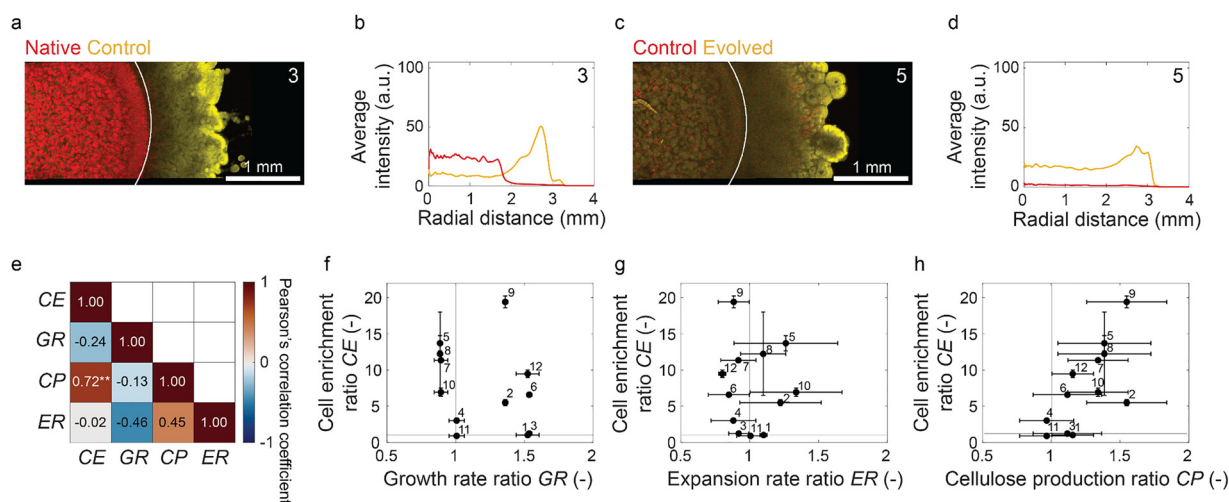 a
Native Control
3
1 mm
b
Average
intensity (a.u.)
100
50
0
3
0 1 2 3 4
Radial distance (mm)
c
Control Evolved
5
1 mm
d
Average
intensity (a.u.)
100
50
0
5
0 1 2 3 4
Radial distance (mm)
e
CE
GR
CP
ER
1.00
-0.24 1.00
0.72** -0.13 1.00
-0.02 -0.46 0.45 1.00
CE GR CP ER
1
0
-1
Pearson's correlation coefficient
f
Cell enrichment
ratio CE (-)
20
15
10
5
0
9
5
8
7
12
10
6
2
4
11
1
3
0.5 1 1.5 2
Growth rate ratio GR (-)
g
Cell enrichment
ratio CE (-)
20
15
10
5
0
9
5
8
7
12
10
6
2
4
3
11
1
0.5 1 1.5 2
Expansion rate ratio ER (-)
h
Cell enrichment
ratio CE (-)
20
15
10
5
0
9
5
8
7
12
10
6
2
4
11
3
1
0.5 1 1.5 2
Cellulose production ratio CP (-)